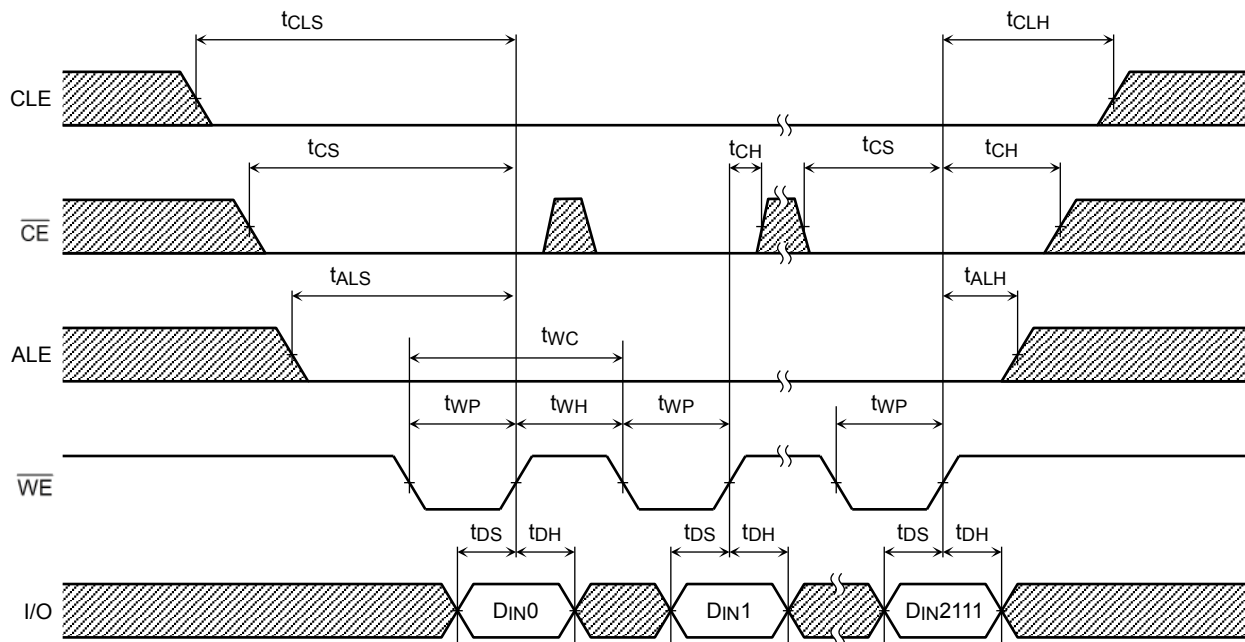 tCLS tCLH
CLE
tCS tCH tCS tCH
CE
tALS tALH
ALE
tWC
tWP tWH tWP tWP
WE
tDS tDH tDS tDH tDS tDH
I/O DIN0 DIN1 DIN2111